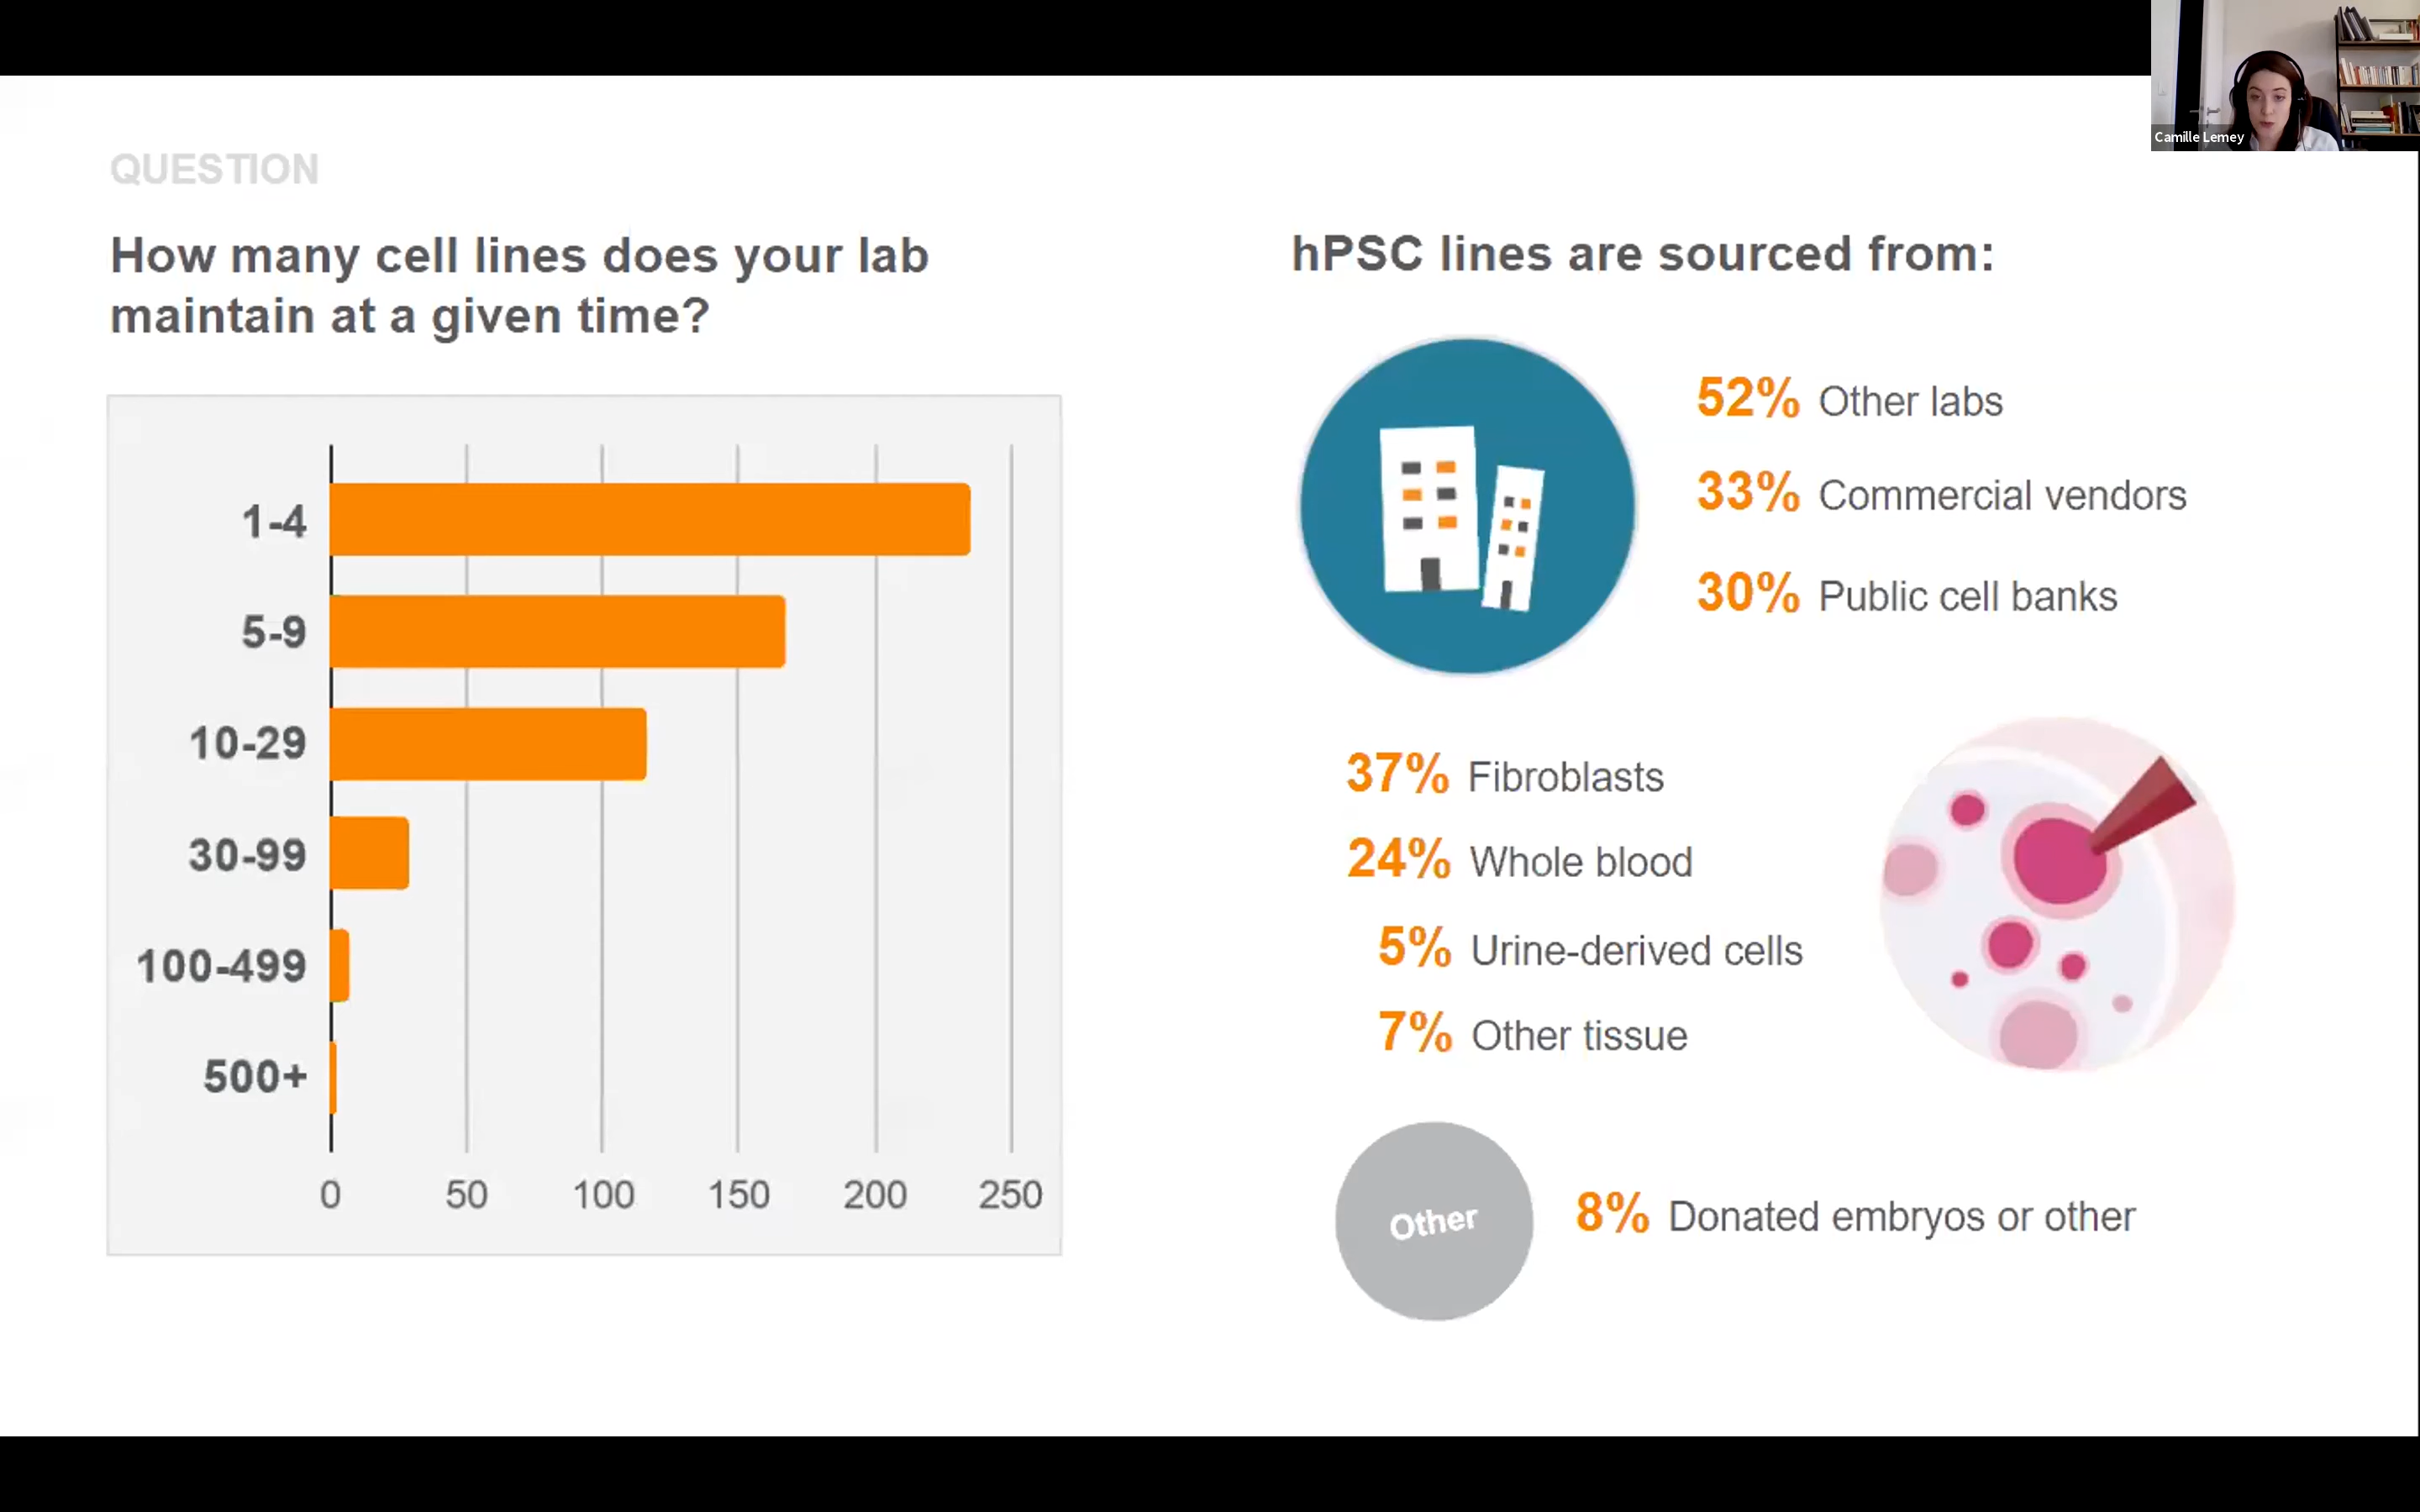 Camille Lemey
QUESTION
How many cell lines does your lab
maintain at a given time?
1-4
5-9
10-29
30-99
100-499
500+
0 50 100 150 200 250
hPSC lines are sourced from:
52% Other labs
33% Commercial vendors
30% Public cell banks
37% Fibroblasts
24% Whole blood
5% Urine-derived cells
7% Other tissue
Other
8% Donated embryos or other